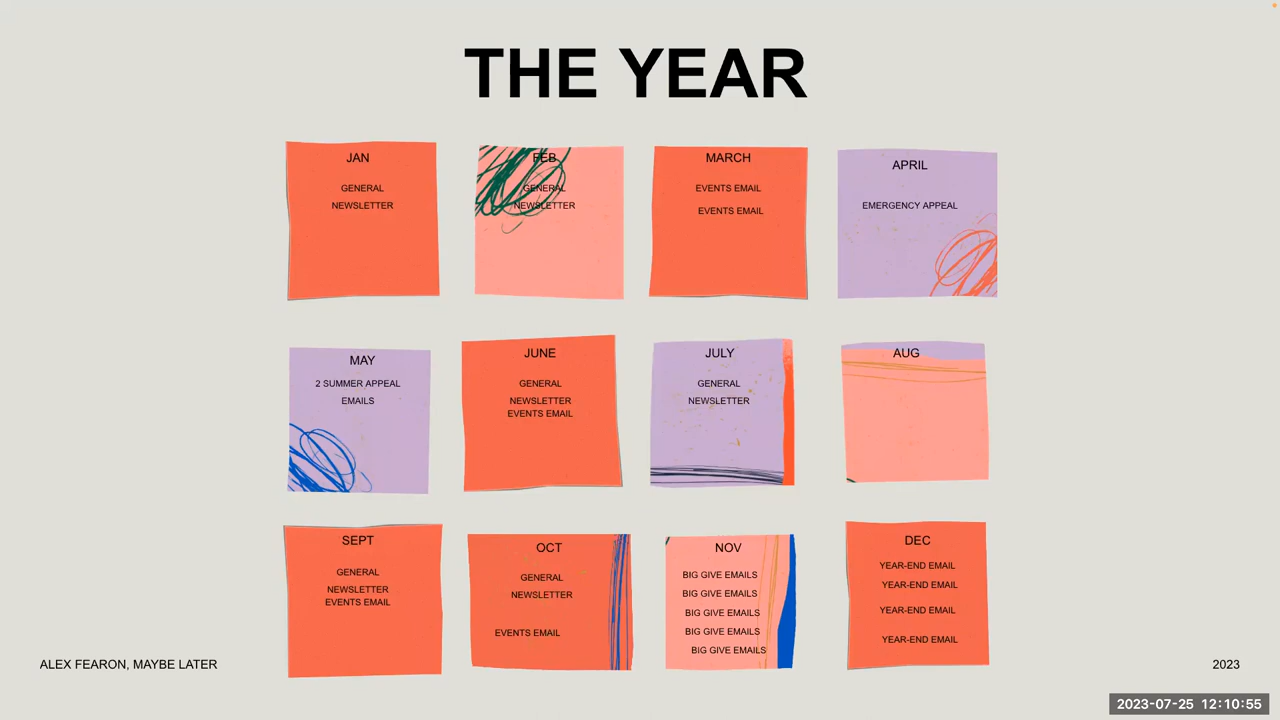 THE YEAR
JAN
GENERAL
NEWSLETTER
FEB
GENERAL
NEWSLETTER
MARCH
EVENTS EMAIL
EVENTS EMAIL
APRIL
EMERGENCY APPEAL
MAY
2 SUMMER APPEAL
EMAILS
JUNE
GENERAL
NEWSLETTER
EVENTS EMAIL
JULY
GENERAL
NEWSLETTER
AUG
SEPT
GENERAL
NEWSLETTER
EVENTS EMAIL
OCT
GENERAL
NEWSLETTER
EVENTS EMAIL
NOV
BIG GIVE EMAILS
BIG GIVE EMAILS
BIG GIVE EMAILS
BIG GIVE EMAILS
BIG GIVE EMAILS
DEC
YEAR-END EMAIL
YEAR-END EMAIL
YEAR-END EMAIL
YEAR-END EMAIL
ALEX FEARON, MAYBE LATER
2023
2023-07-25 12:10:55